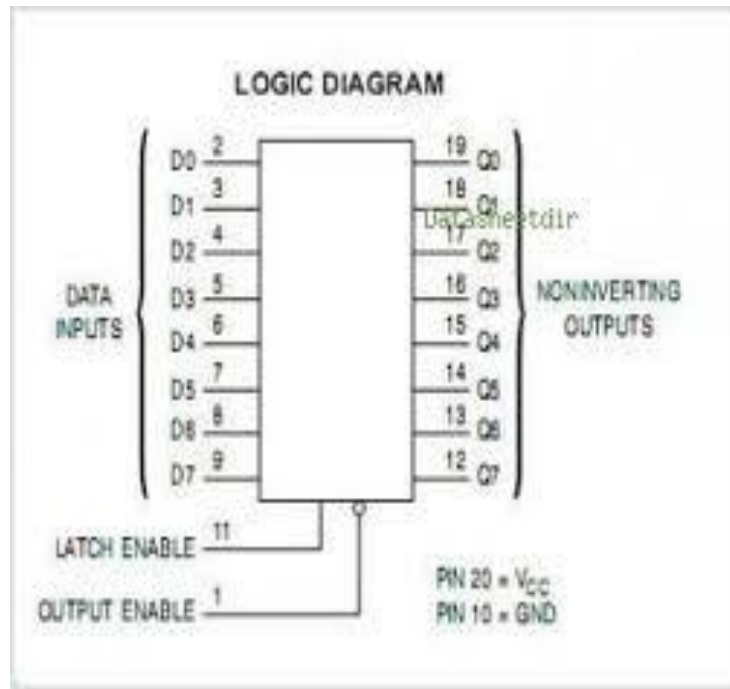 LOGIC DIAGRAM
D0 2
D1 3
D2 4
D3 5
D4 6
D5 7
D6 8
D7 9
DATA
INPUTS
19 Q0
18 Q1
Datasheetdir
17 Q2
16 Q3
15 Q4
14 Q5
13 Q6
12 Q7
NONINVERTING
OUTPUTS
LATCH ENABLE 11
OUTPUT ENABLE 1
PIN 20 = VCC
PIN 10 = GND